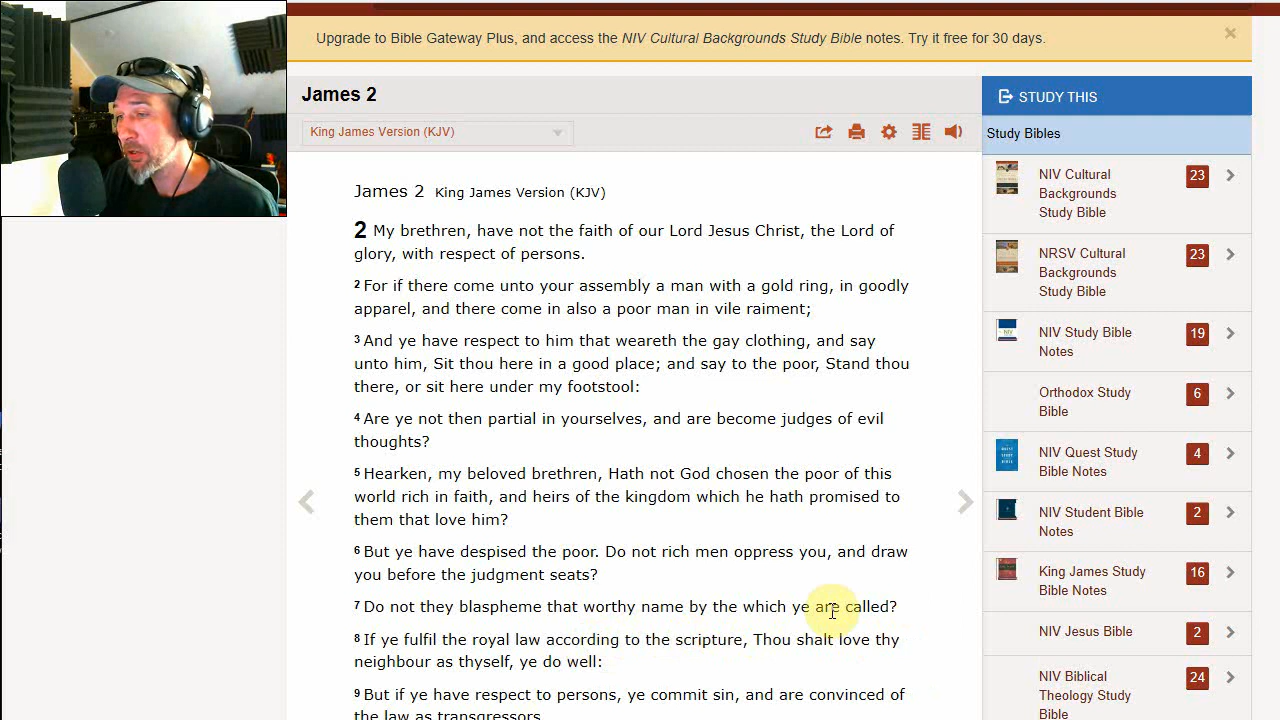 Upgrade to Bible Gateway Plus, and access the NIV Cultural Backgrounds Study Bible notes. Try it free for 30 days.
×
James 2
King James Version (KJV)
James 2 King James Version (KJV)
2 My brethren, have not the faith of our Lord Jesus Christ, the Lord of
glory, with respect of persons.
2 For if there come unto your assembly a man with a gold ring, in goodly
apparel, and there come in also a poor man in vile raiment;
3 And ye have respect to him that weareth the gay clothing, and say
unto him, Sit thou here in a good place; and say to the poor, Stand thou
there, or sit here under my footstool:
4 Are ye not then partial in yourselves, and are become judges of evil
thoughts?
5 Hearken, my beloved brethren, Hath not God chosen the poor of this
world rich in faith, and heirs of the kingdom which he hath promised to
them that love him?
6 But ye have despised the poor. Do not rich men oppress you, and draw
you before the judgment seats?
7 Do not they blaspheme that worthy name by the which ye are called?
8 If ye fulfil the royal law according to the scripture, Thou shalt love thy
neighbour as thyself, ye do well:
9 But if ye have respect to persons, ye commit sin, and are convinced of
the law as transgressors.
STUDY THIS
Study Bibles
NIV Cultural 23
Backgrounds
Study Bible
NRSV Cultural 23
Backgrounds
Study Bible
NIV Study Bible 19
Notes
Orthodox Study 6
Bible
NIV Quest Study 4
Bible Notes
NIV Student Bible 2
Notes
King James Study 16
Bible Notes
NIV Jesus Bible 2
NIV Biblical 24
Theology Study
Bible